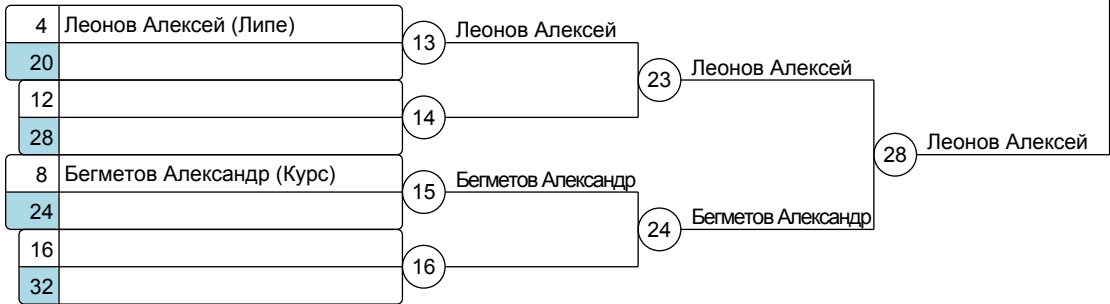 4 Леонов Алексей (Липе)
20
12
28
8 Бегметов Александр (Курс)
24
16
32
13 Леонов Алексей
14
15 Бегметов Александр
16
23 Леонов Алексей
24 Бегметов Александр
28 Леонов Алексей